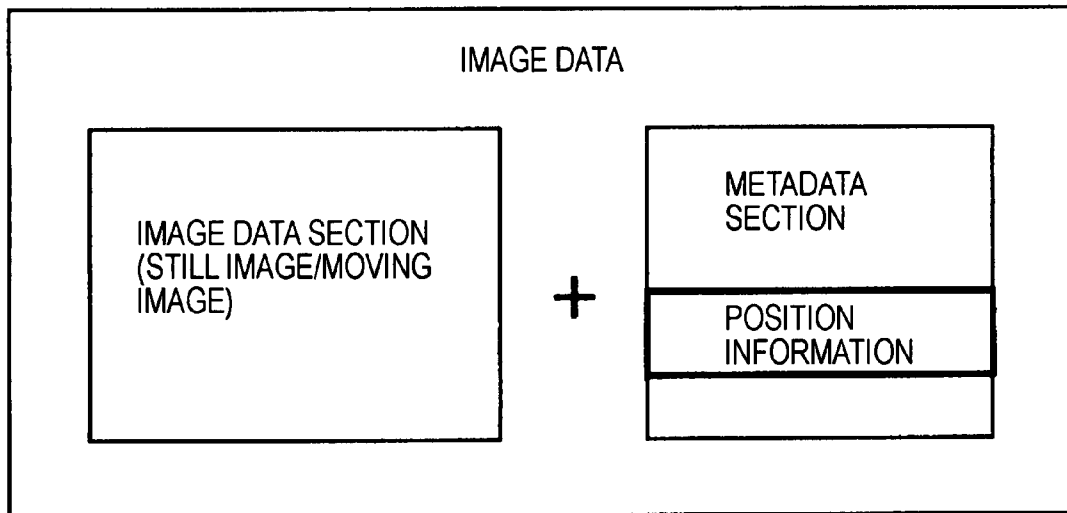 IMAGE DATA
IMAGE DATA SECTION
(STILL IMAGE/MOVING
IMAGE)
+
METADATA
SECTION
POSITION
INFORMATION